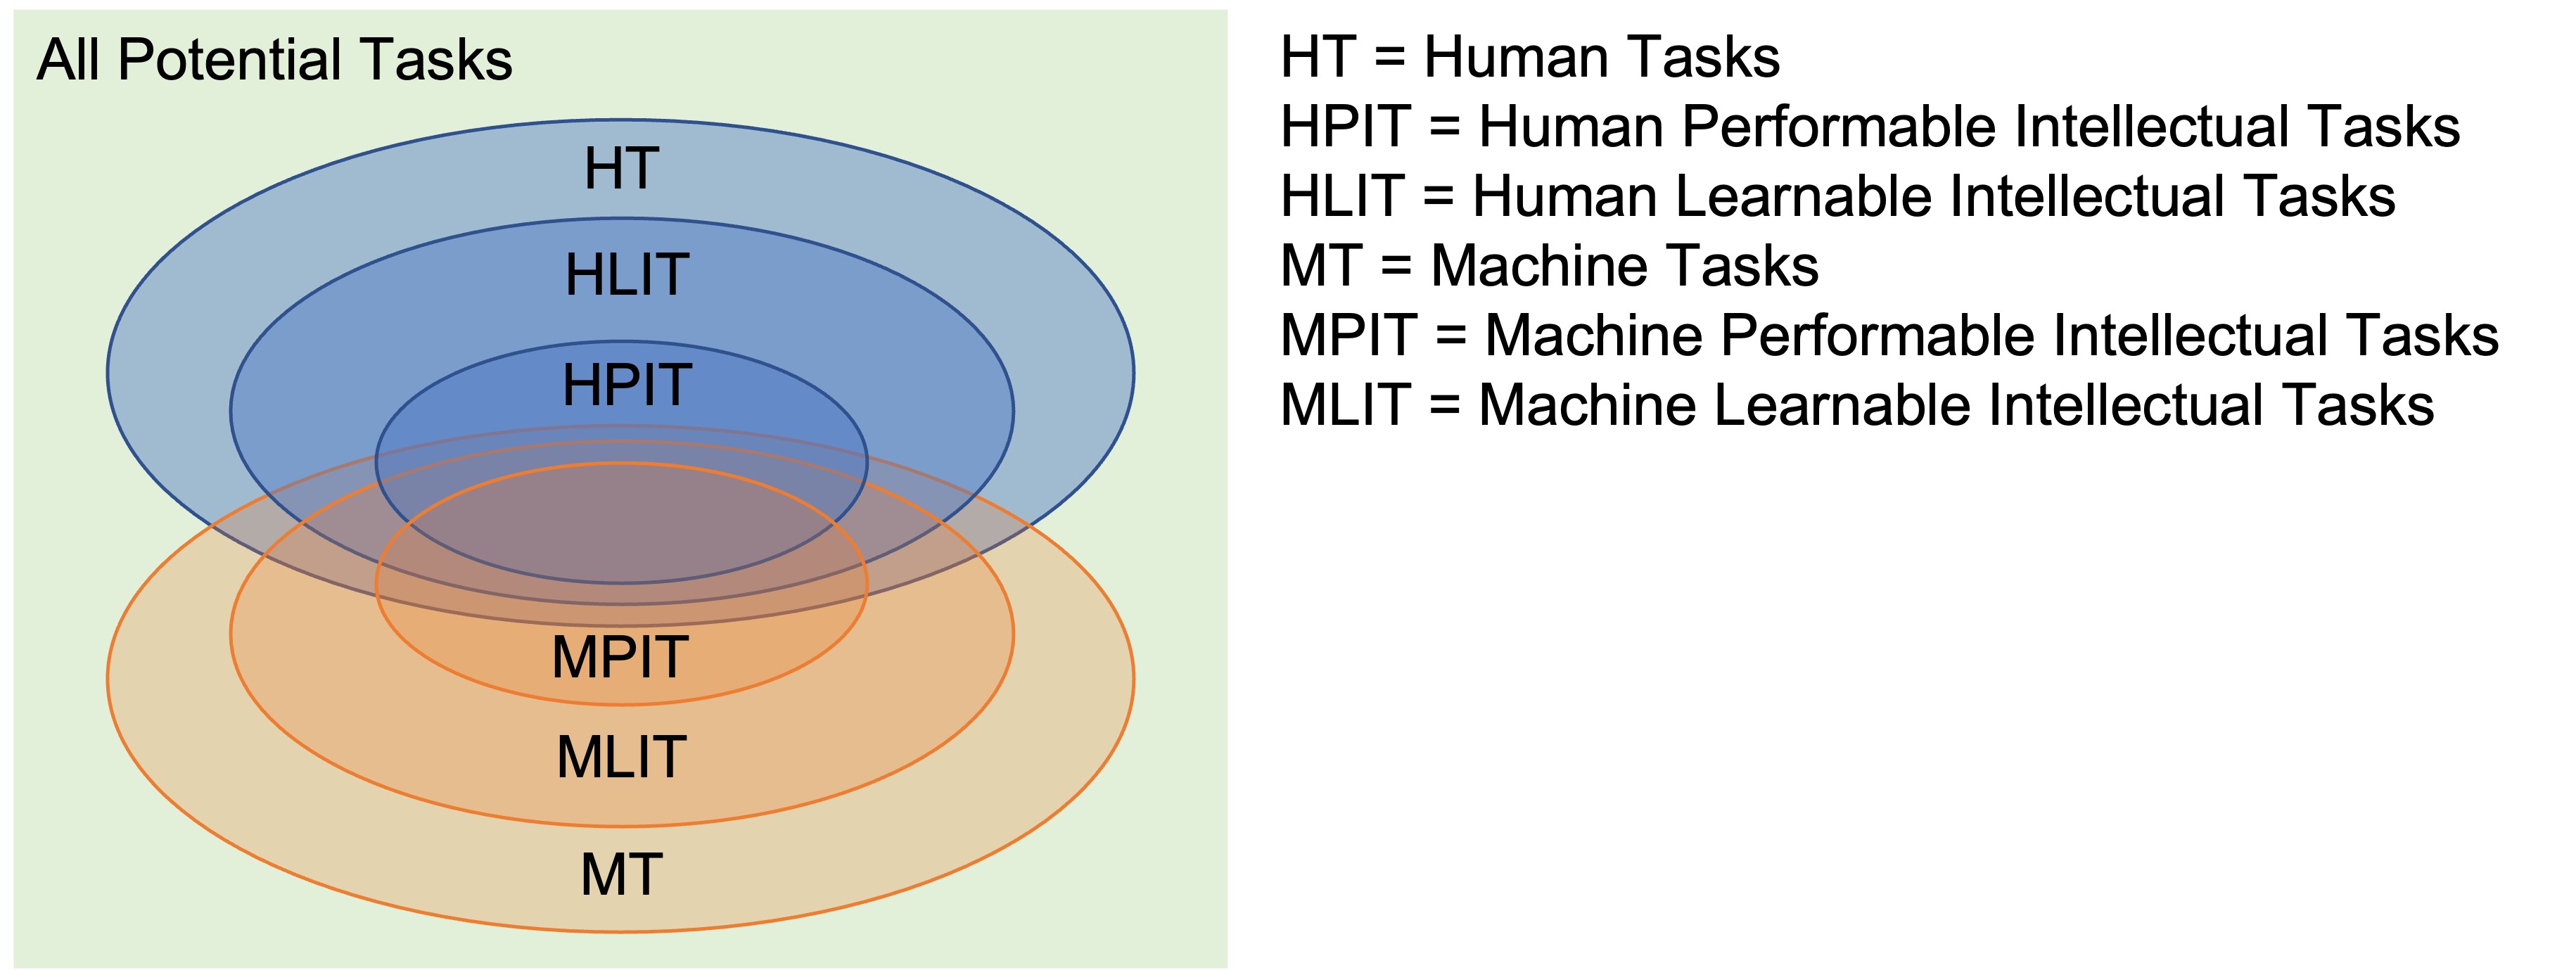 All Potential Tasks
HT
HLIT
HPIT
MPIT
MLIT
MT
HT = Human Tasks
HPIT = Human Performable Intellectual Tasks
HLIT = Human Learnable Intellectual Tasks
MT = Machine Tasks
MPIT = Machine Performable Intellectual Tasks
MLIT = Machine Learnable Intellectual Tasks